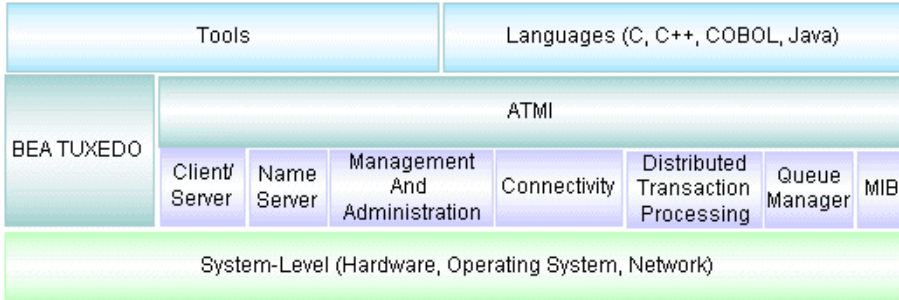 Tools
Languages (C, C++, COBOL, Java)
BEA TUXEDO
ATMI
Client/
Server
Name
Server
Management
And
Administration
Connectivity
Distributed
Transaction
Processing
Queue
Manager
MIB
System-Level (Hardware, Operating System, Network)